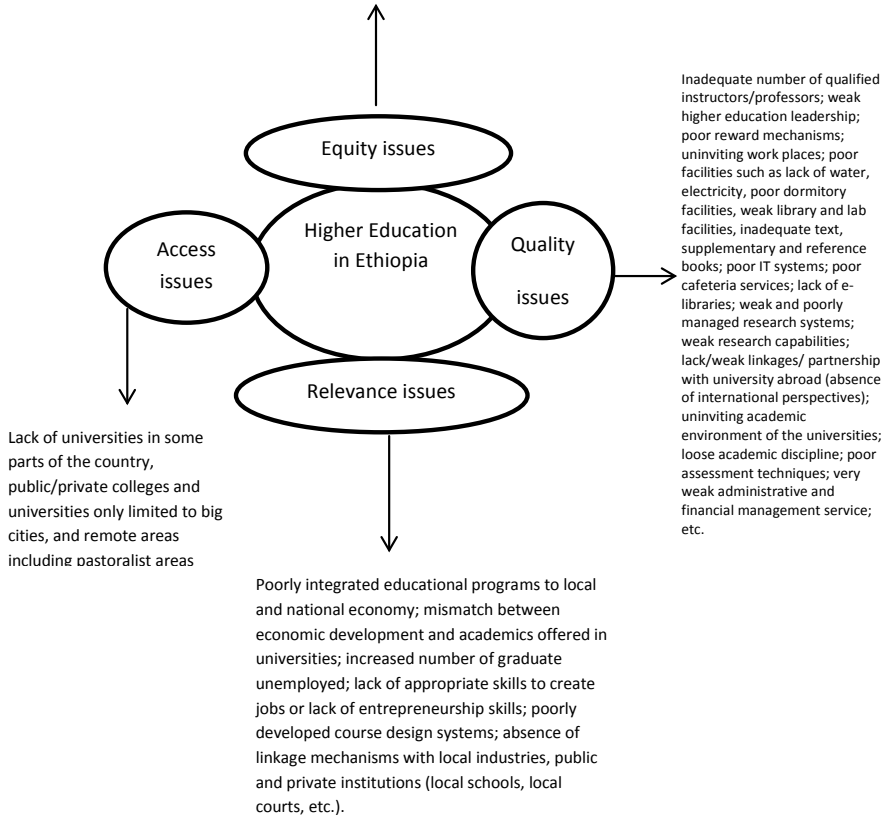 Equity issues
Higher Education
in Ethiopia
Access
issues
Quality
issues
Relevance issues
Lack of universities in some
parts of the country,
public/private colleges and
universities only limited to big
cities, and remote areas
including pastoralist areas
Inadequate number of qualified
instructors/professors; weak
higher education leadership;
poor reward mechanisms;
uninviting work places; poor
facilities such as lack of water,
electricity, poor dormitory
facilities, weak library and lab
facilities, inadequate text,
supplementary and reference
books; poor IT systems; poor
cafeteria services; lack of e-
libraries; weak and poorly
managed research systems;
weak research capabilities;
lack/weak linkages/ partnership
with university abroad (absence
of international perspectives);
uninviting academic
environment of the universities;
loose academic discipline; poor
assessment techniques; very
weak administrative and
financial management service;
etc.
Poorly integrated educational programs to local
and national economy; mismatch between
economic development and academics offered in
universities; increased number of graduate
unemployed; lack of appropriate skills to create
jobs or lack of entrepreneurship skills; poorly
developed course design systems; absence of
linkage mechanisms with local industries, public
and private institutions (local schools, local
courts, etc.).